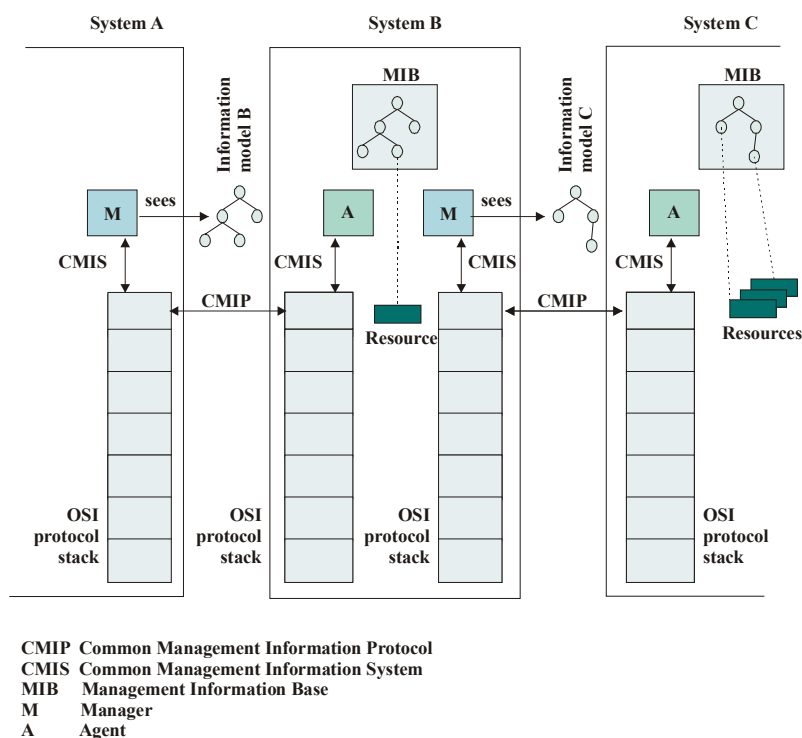 System A
System B
System C
MIB
MIB
Information
model B
Information
model C
M
sees
A
M
sees
A
CMIS
CMIS
CMIS
CMIS
CMIP
CMIP
Resource
Resources
OSI
protocol
stack
OSI
protocol
stack
OSI
protocol
stack
OSI
protocol
stack
CMIP Common Management Information Protocol
CMIS Common Management Information System
MIB Management Information Base
M Manager
A Agent